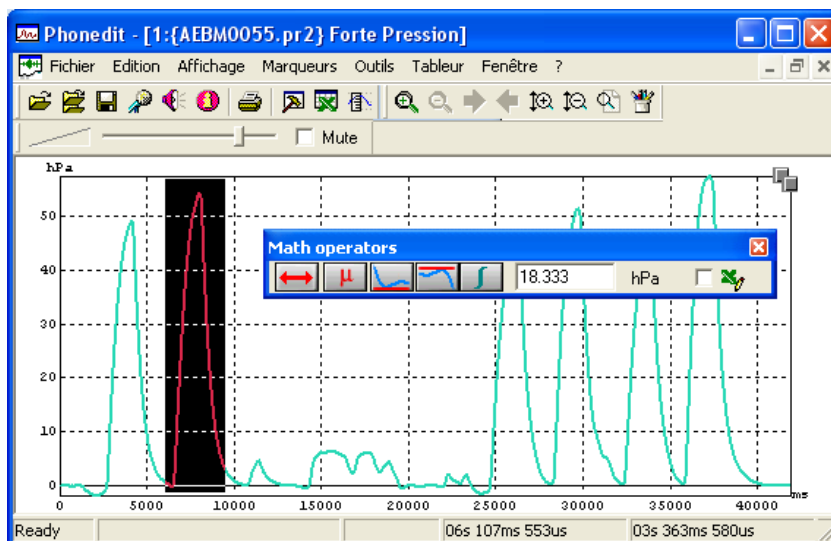 Phonedit - [1:{AEBM0055.pr2} Forte Pression]
Fichier Edition Affichage Marqueurs Outils Tableur Fenêtre ?
Mute
hPa
50
Math operators
40
μ ∫ 18.333 hPa
30
20
10
0
0 5000 10000 15000 20000 25000 30000 35000 40000 ms
Ready 06s 107ms 553us 03s 363ms 580us